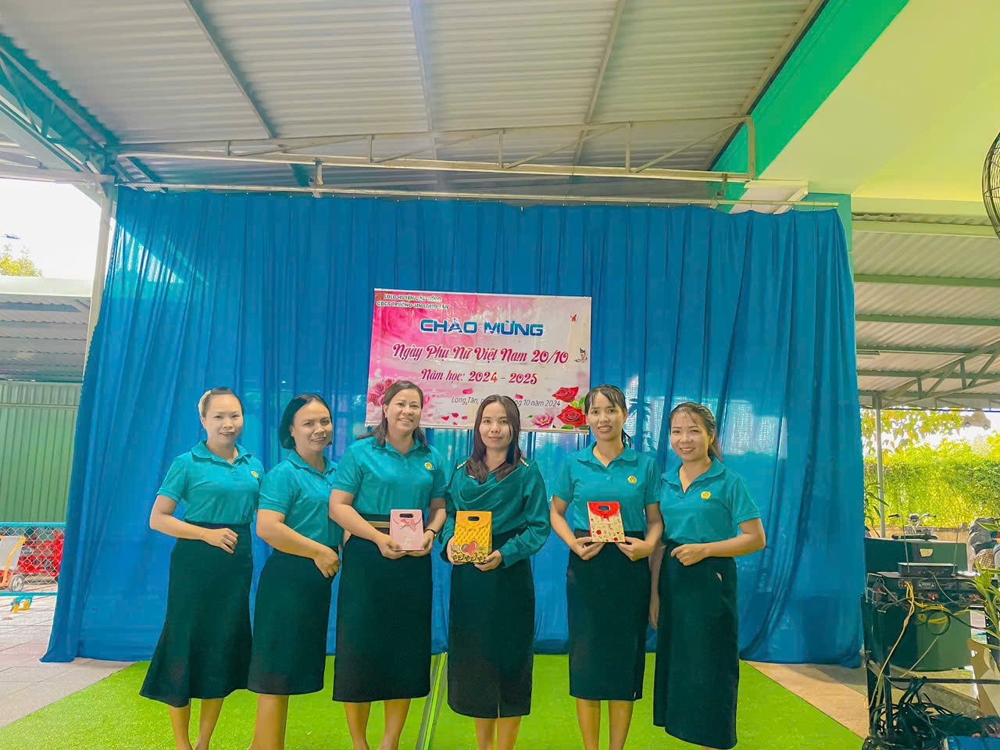 CHÀO MỪNG
Ngày Phụ Nữ Việt Nam 20/10
Năm học: 2024 - 2025
Long Tân, 10 năm 2024